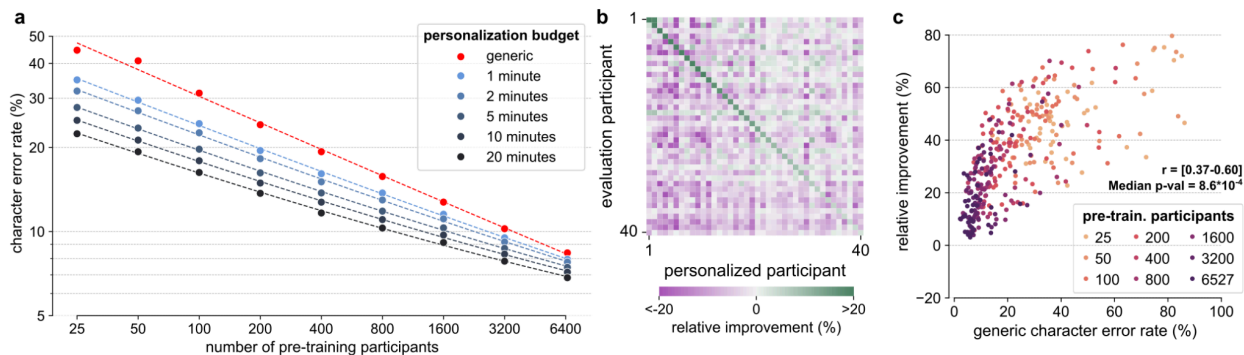 a
50
40
30
20
10
5
character error rate (%)
25 50 100 200 400 800 1600 3200 6400
number of pre-training participants
personalization budget
generic
1 minute
2 minutes
5 minutes
10 minutes
20 minutes
b
1
40
evaluation participant
1 40
personalized participant
<-20 0 >20
relative improvement (%)
c
80
60
40
20
0
−20
relative improvement (%)
r = [0.37-0.60]
Median p-val = 8.6*10⁻⁴
pre-train. participants
25 200 1600
50 400 3200
100 800 6527
0 20 40 60 80 100
generic character error rate (%)